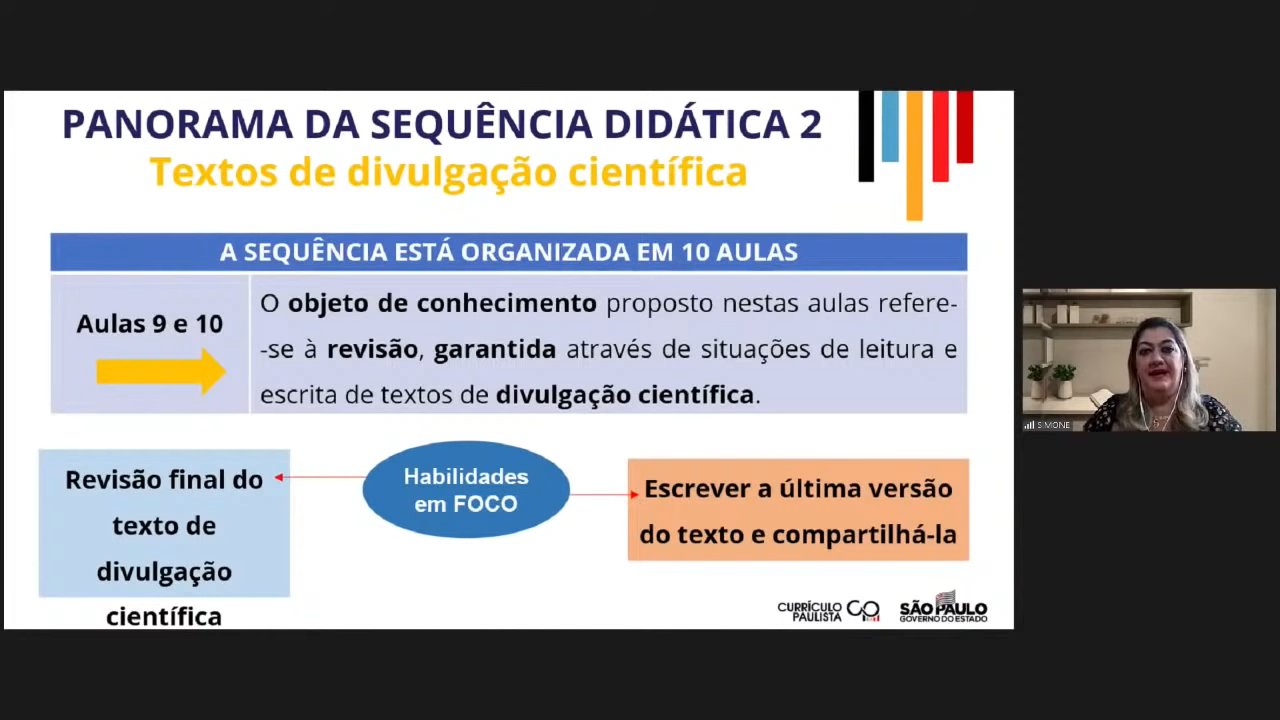 PANORAMA DA SEQUÊNCIA DIDÁTICA 2
Textos de divulgação científica
A SEQUÊNCIA ESTÁ ORGANIZADA EM 10 AULAS
Aulas 9 e 10
O objeto de conhecimento proposto nestas aulas refere-
-se à revisão, garantida através de situações de leitura e
escrita de textos de divulgação científica.
Revisão final do
texto de
divulgação
científica
Habilidades
em FOCO
Escrever a última versão
do texto e compartilhá-la
CURRÍCULO
PAULISTA
SÃO PAULO
GOVERNO DO ESTADO
SIMONE